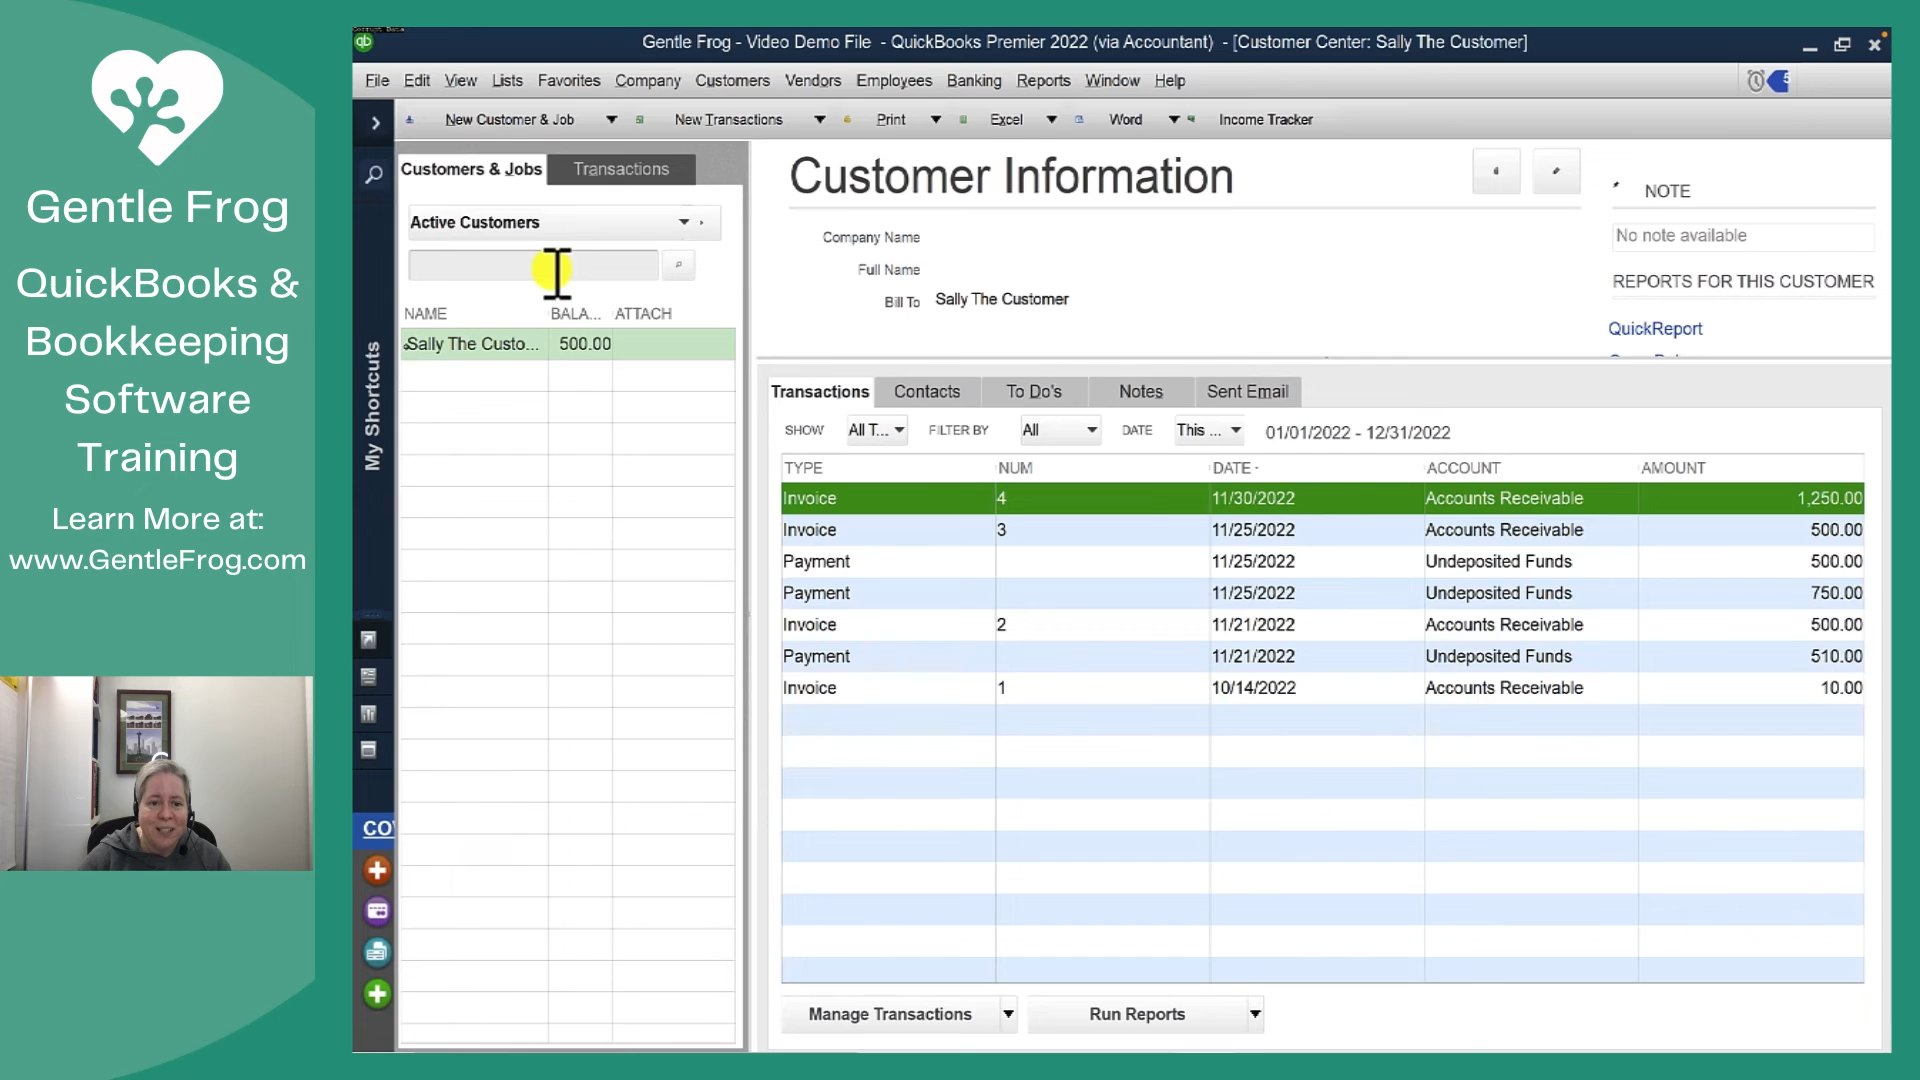 Gentle Frog
QuickBooks &
Bookkeeping
Software
Training
Learn More at:
www.GentleFrog.com
Gentle Frog - Video Demo File - QuickBooks Premier 2022 (via Accountant) - [Customer Center: Sally The Customer]
qb
File Edit View Lists Favorites Company Customers Vendors Employees Banking Reports Window Help
5
New Customer & Job New Transactions Print Excel Word Income Tracker
My Shortcuts
CO
Customers & Jobs Transactions
Active Customers
NAME BALA... ATTACH
Sally The Custo... 500.00
Customer Information
Company Name
Full Name
Bill To Sally The Customer
NOTE
No note available
REPORTS FOR THIS CUSTOMER
QuickReport
Transactions Contacts To Do's Notes Sent Email
SHOW All T... FILTER BY All DATE This ... 01/01/2022 - 12/31/2022
TYPE NUM DATE ACCOUNT AMOUNT
Invoice 4 11/30/2022 Accounts Receivable 1,250.00
Invoice 3 11/25/2022 Accounts Receivable 500.00
Payment 11/25/2022 Undeposited Funds 500.00
Payment 11/25/2022 Undeposited Funds 750.00
Invoice 2 11/21/2022 Accounts Receivable 500.00
Payment 11/21/2022 Undeposited Funds 510.00
Invoice 1 10/14/2022 Accounts Receivable 10.00
Manage Transactions Run Reports